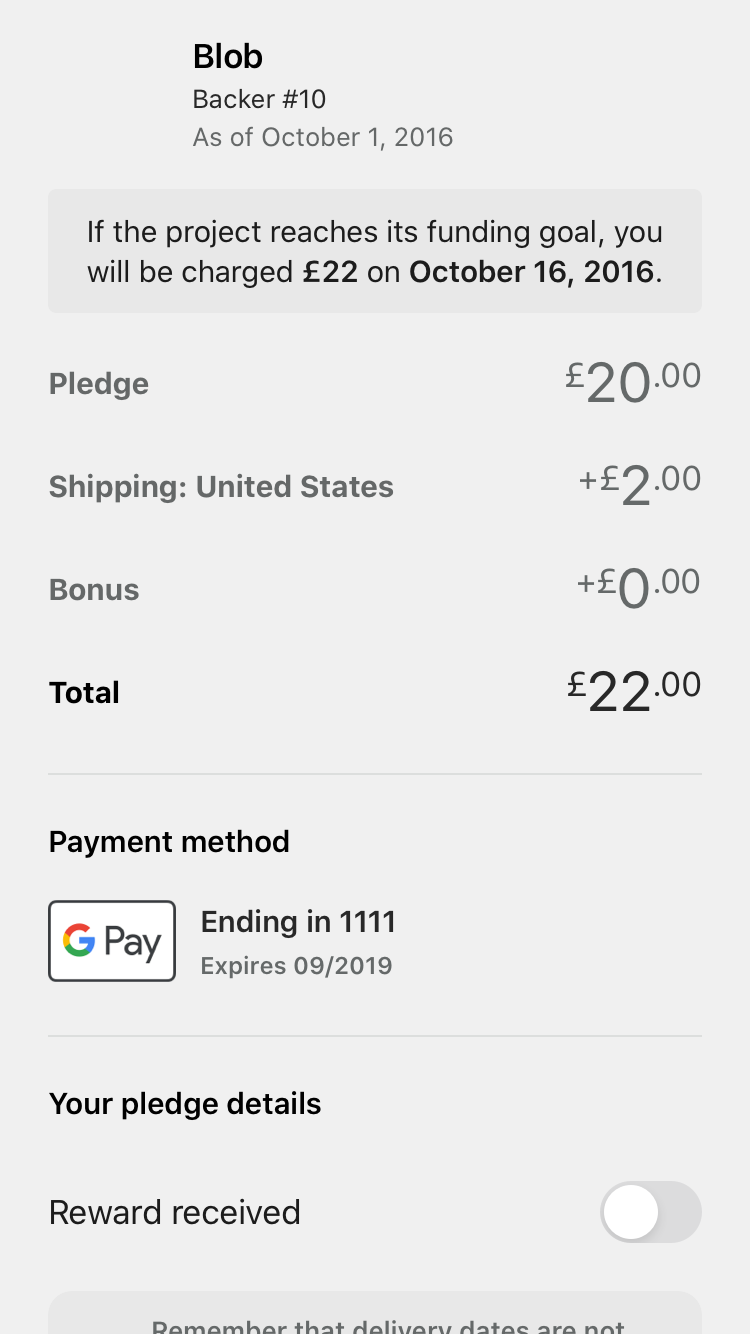 Blob
Backer #10
As of October 1, 2016
If the project reaches its funding goal, you
will be charged £22 on October 16, 2016.
Pledge £20.00
Shipping: United States +£2.00
Bonus +£0.00
Total £22.00
Payment method
G Pay
Ending in 1111
Expires 09/2019
Your pledge details
Reward received
Remember that delivery dates are not